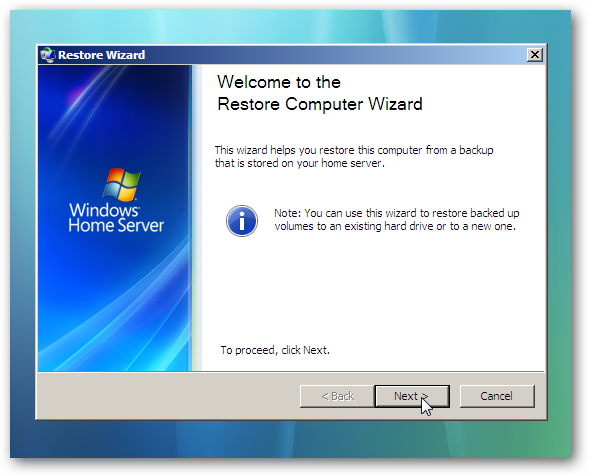 Restore Wizard
Welcome to the
Restore Computer Wizard
This wizard helps you restore this computer from a backup
that is stored on your home server.
Windows
Home Server
Note: You can use this wizard to restore backed up
volumes to an existing hard drive or to a new one.
To proceed, click Next.
< Back
Next >
Cancel